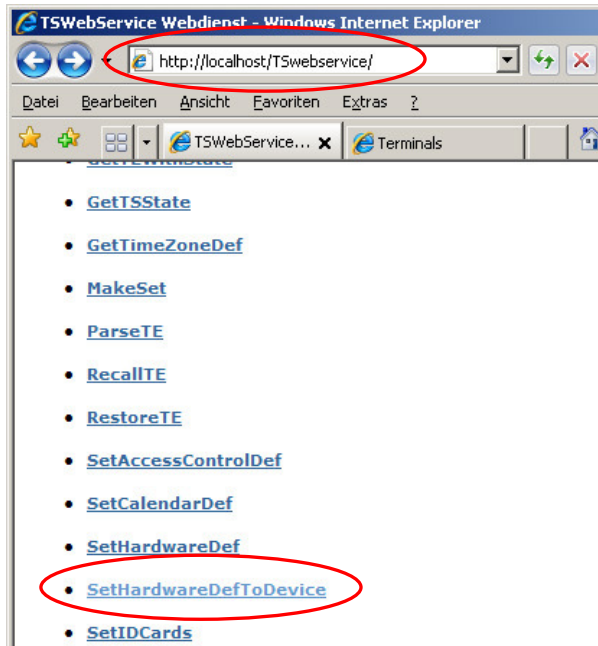 TSWebService Webdienst - Windows Internet Explorer
http://localhost/TSwebservice/
Datei Bearbeiten Ansicht Favoriten Extras ?
TSWebService... Terminals
GetTEWithState
GetTSState
GetTimeZoneDef
MakeSet
ParseTE
RecallTE
RestoreTE
SetAccessControlDef
SetCalendarDef
SetHardwareDef
SetHardwareDefToDevice
SetIDCards